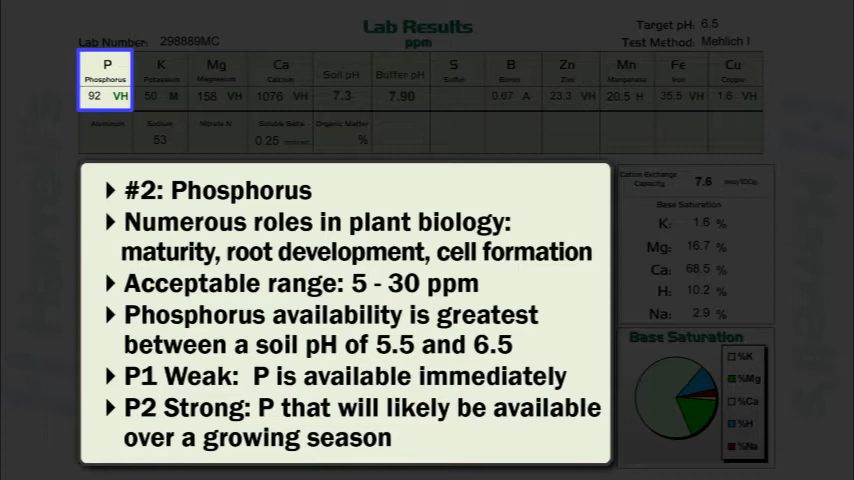 Lab Results
ppm
Target pH: 6.5
Lab Number: 298889MC
Test Method: Mehlich I
P K Mg Ca Soil pH Buffer pH S B Zn Mn Fe Cu
Phosphorus Potassium Magnesium Calcium Sulfur Boron Zinc Manganese Iron Copper
92 VH 50 M 158 VH 1076 VH 7.3 7.90 0.67 A 23.3 VH 20.5 H 35.5 VH 1.6 VH
Aluminum Sodium Nitrate N Soluble Salts Organic Matter
53 0.25 %
#2: Phosphorus
Numerous roles in plant biology:
maturity, root development, cell formation
Acceptable range: 5 - 30 ppm
Phosphorus availability is greatest
between a soil pH of 5.5 and 6.5
P1 Weak: P is available immediately
P2 Strong: P that will likely be available
over a growing season
Cation Exchange
Capacity 7.6
Base Saturation
K: 1.6 %
Mg: 16.7 %
Ca: 68.5 %
H: 10.2 %
Na: 2.9 %
Base Saturation
%K
%Mg
%Ca
%H
%Na